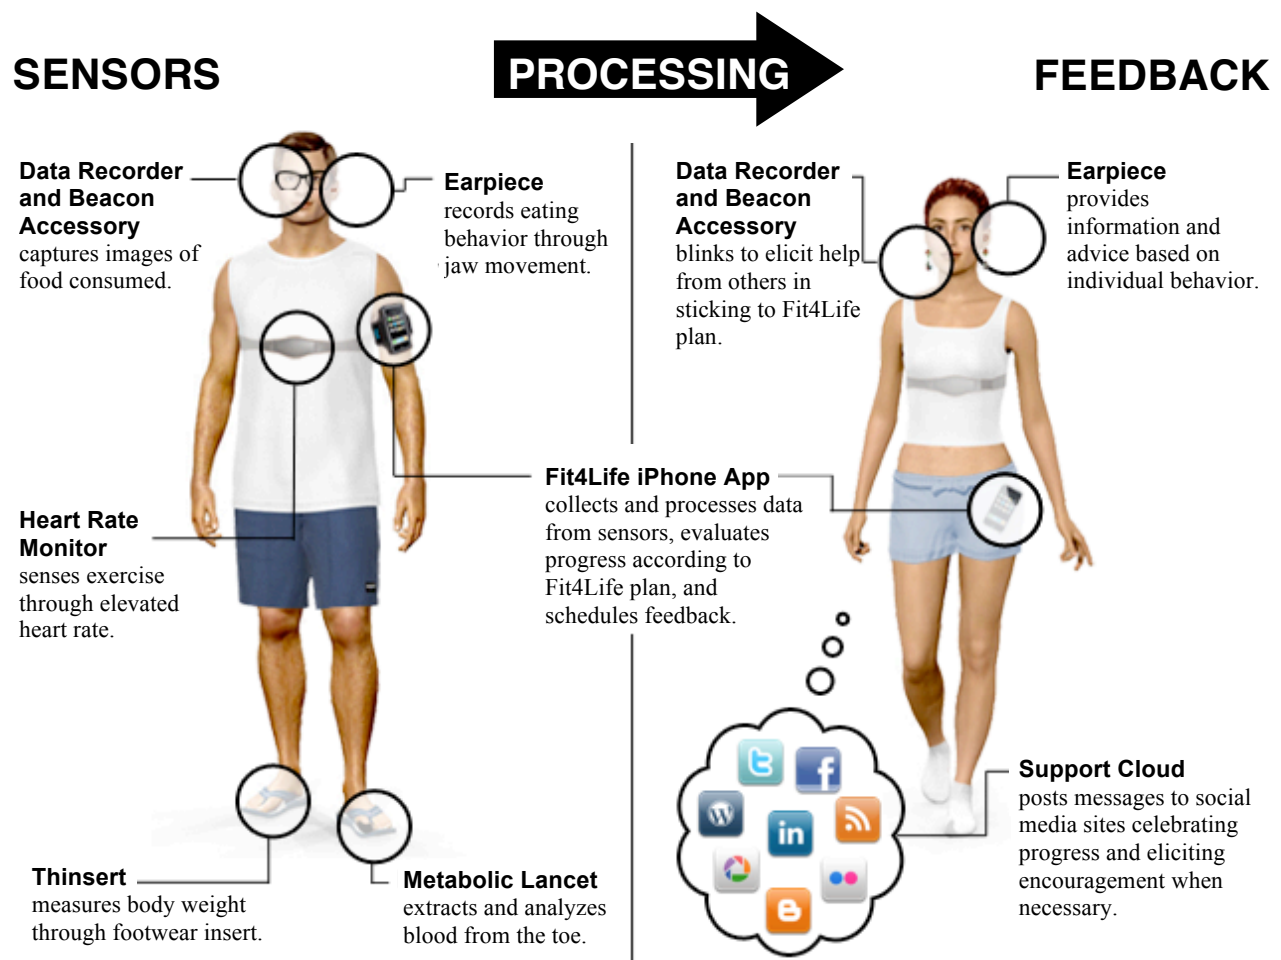 SENSORS
PROCESSING
FEEDBACK
Data Recorder
and Beacon
Accessory
captures images of
food consumed.
Earpiece
records eating
behavior through
jaw movement.
Heart Rate
Monitor
senses exercise
through elevated
heart rate.
Thinsert
measures body weight
through footwear insert.
Metabolic Lancet
extracts and analyzes
blood from the toe.
Fit4Life iPhone App
collects and processes data
from sensors, evaluates
progress according to
Fit4Life plan, and
schedules feedback.
Data Recorder
and Beacon
Accessory
blinks to elicit help
from others in
sticking to Fit4Life
plan.
Earpiece
provides
information and
advice based on
individual behavior.
t
f
W
in
B
Support Cloud
posts messages to social
media sites celebrating
progress and eliciting
encouragement when
necessary.